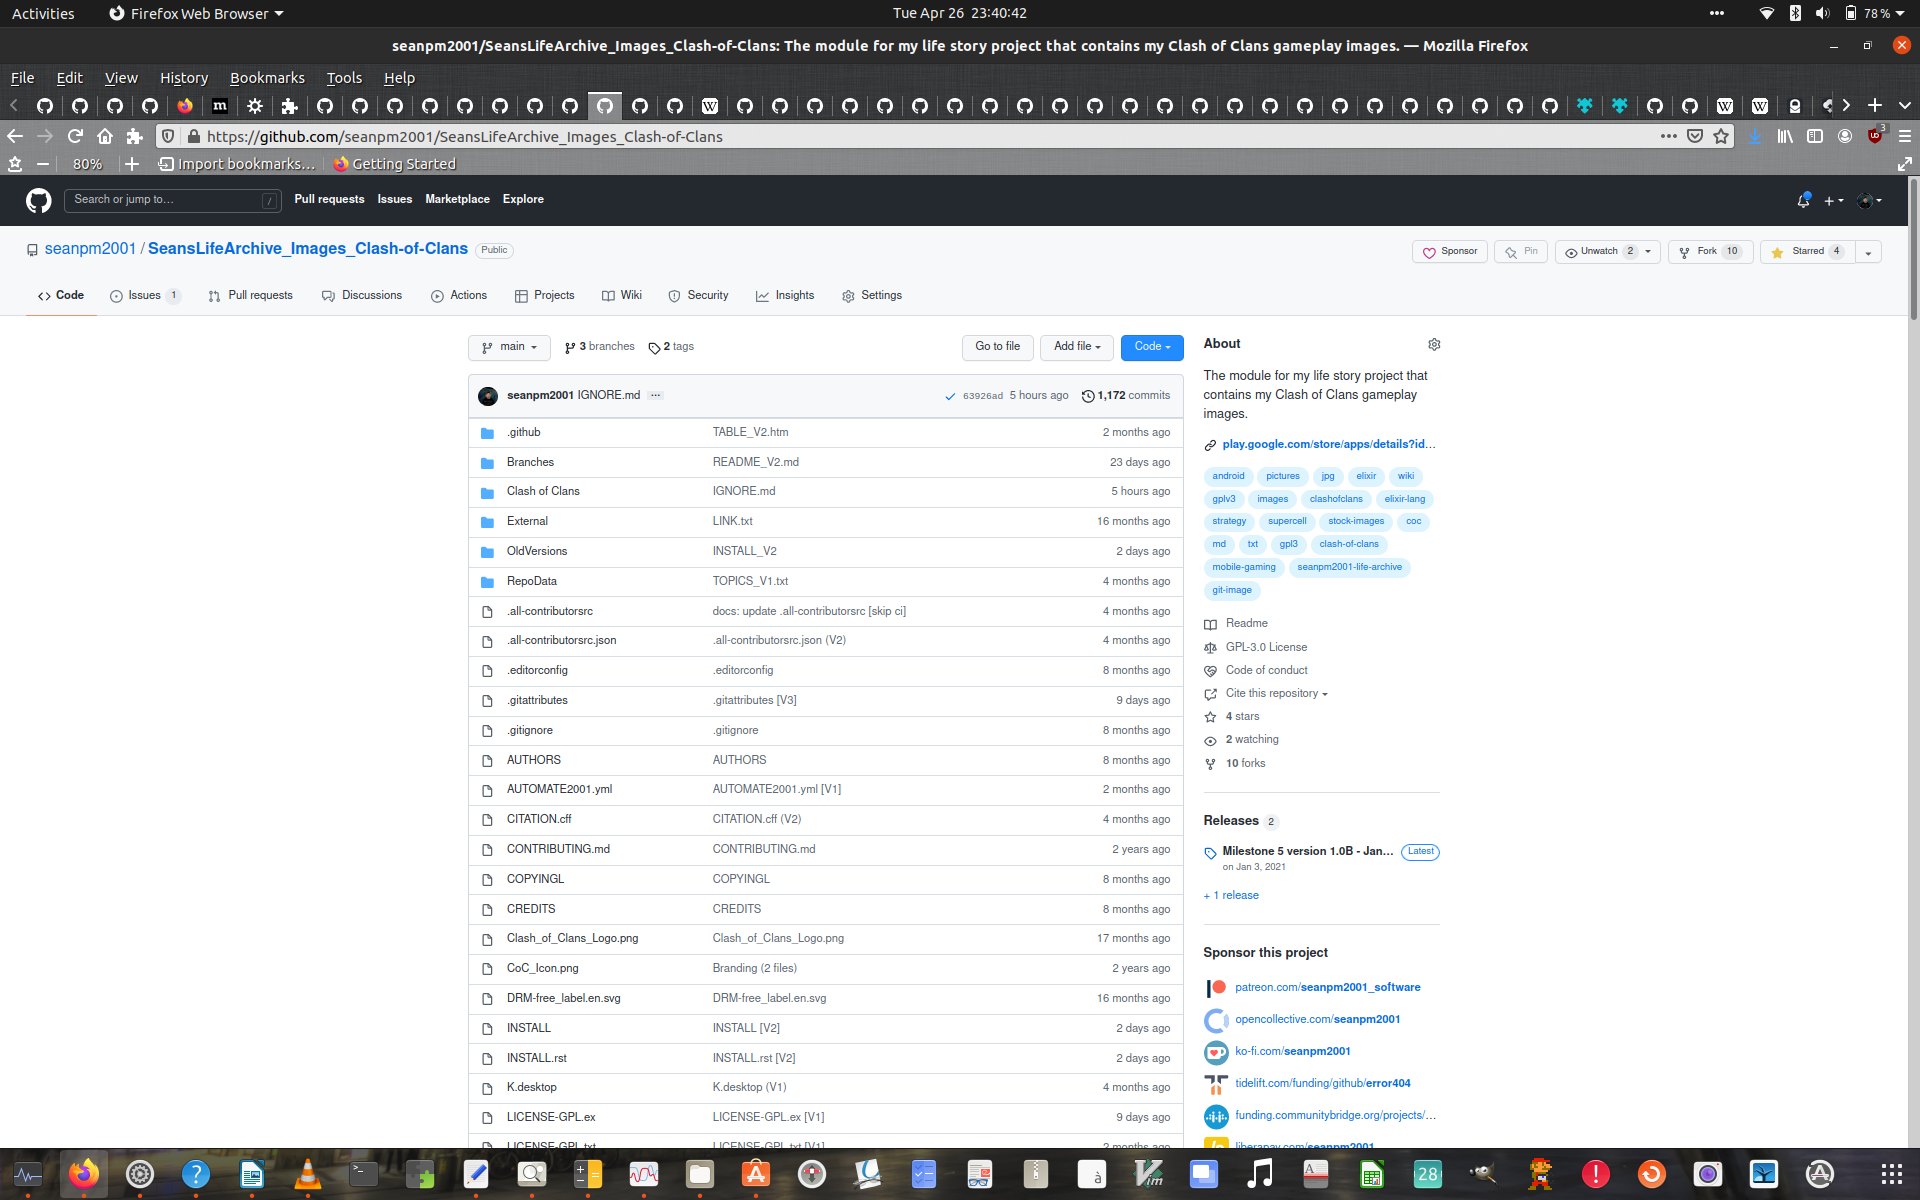 Activities Firefox Web Browser Tue Apr 26 23:40:42 78 %
seanpm2001/SeansLifeArchive_Images_Clash-of-Clans: The module for my life story project that contains my Clash of Clans gameplay images. — Mozilla Firefox
File Edit View History Bookmarks Tools Help
https://github.com/seanpm2001/SeansLifeArchive_Images_Clash-of-Clans 3
80% Import bookmarks… Getting Started
Search or jump to… / Pull requests Issues Marketplace Explore
seanpm2001 / SeansLifeArchive_Images_Clash-of-Clans Public Sponsor Pin Unwatch 2 Fork 10 Starred 4
Code Issues 1 Pull requests Discussions Actions Projects Wiki Security Insights Settings
main 3 branches 2 tags Go to file Add file Code
seanpm2001 IGNORE.md … 63926ad 5 hours ago 1,172 commits
.github TABLE_V2.htm 2 months ago
Branches README_V2.md 23 days ago
Clash of Clans IGNORE.md 5 hours ago
External LINK.txt 16 months ago
OldVersions INSTALL_V2 2 days ago
RepoData TOPICS_V1.txt 4 months ago
.all-contributorsrc docs: update .all-contributorsrc [skip ci] 4 months ago
.all-contributorsrc.json .all-contributorsrc.json (V2) 4 months ago
.editorconfig .editorconfig 8 months ago
.gitattributes .gitattributes [V3] 9 days ago
.gitignore .gitignore 8 months ago
AUTHORS AUTHORS 8 months ago
AUTOMATE2001.yml AUTOMATE2001.yml [V1] 2 months ago
CITATION.cff CITATION.cff (V2) 4 months ago
CONTRIBUTING.md CONTRIBUTING.md 2 years ago
COPYINGL COPYINGL 8 months ago
CREDITS CREDITS 8 months ago
Clash_of_Clans_Logo.png Clash_of_Clans_Logo.png 17 months ago
CoC_Icon.png Branding (2 files) 2 years ago
DRM-free_label.en.svg DRM-free_label.en.svg 16 months ago
INSTALL INSTALL [V2] 2 days ago
INSTALL.rst INSTALL.rst [V2] 2 days ago
K.desktop K.desktop (V1) 4 months ago
LICENSE-GPL.ex LICENSE-GPL.ex [V1] 9 days ago
LICENSE-GPL.txt LICENSE-GPL.txt [V1] 2 months ago
About
The module for my life story project that
contains my Clash of Clans gameplay
images.
play.google.com/store/apps/details?id…
android pictures jpg elixir wiki
gplv3 images clashofclans elixir-lang
strategy supercell stock-images coc
md txt gpl3 clash-of-clans
mobile-gaming seanpm2001-life-archive
git-image
Readme
GPL-3.0 License
Code of conduct
Cite this repository
4 stars
2 watching
10 forks
Releases 2
Milestone 5 version 1.0B - Jan… Latest
on Jan 3, 2021
+ 1 release
Sponsor this project
patreon.com/seanpm2001_software
opencollective.com/seanpm2001
ko-fi.com/seanpm2001
tidelift.com/funding/github/error404
funding.communitybridge.org/projects/…
liberapay.com/seanpm2001
28